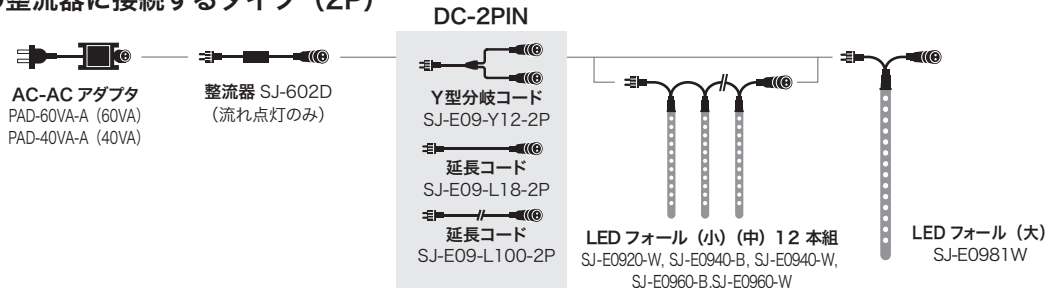 整流器に接続するタイプ（2P）
DC-2PIN
AC-AC アダプタ
PAD-60VA-A（60VA）
PAD-40VA-A（40VA）
整流器 SJ-602D
（流れ点灯のみ）
Y型分岐コード
SJ-E09-Y12-2P
延長コード
SJ-E09-L18-2P
延長コード
SJ-E09-L100-2P
LED フォール（小）（中）12 本組
SJ-E0920-W, SJ-E0940-B, SJ-E0940-W,
SJ-E0960-B,SJ-E0960-W
LED フォール（大）
SJ-E0981W